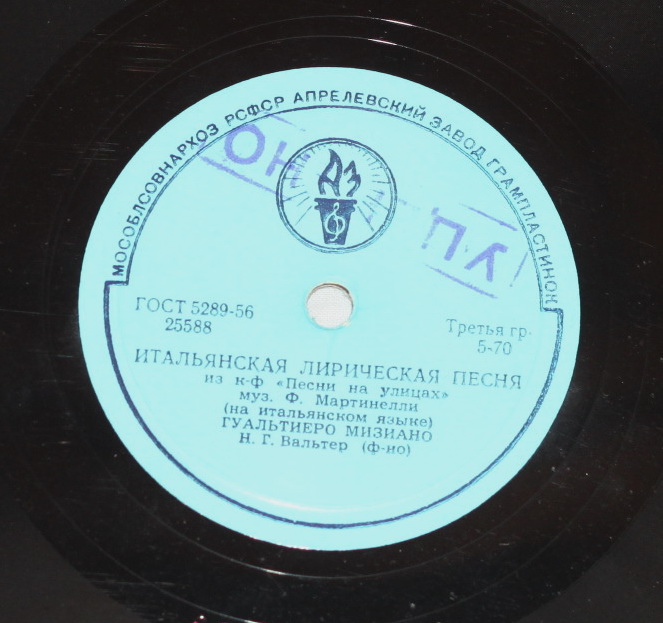 МОСОБЛСОВНАРХОЗ РСФСР АПРЕЛЕВСКИЙ ЗАВОД ГРАМПЛАСТИНОК
АЗ
ГОСТ 5289-56
25588
Третья гр.
5-70
ИТАЛЬЯНСКАЯ ЛИРИЧЕСКАЯ ПЕСНЯ
из к-ф «Песни на улицах»
муз. Ф. Мартинелли
(на итальянском языке)
ГУАЛЬТИЕРО МИЗИАНО
Н. Г. Вальтер (ф-но)